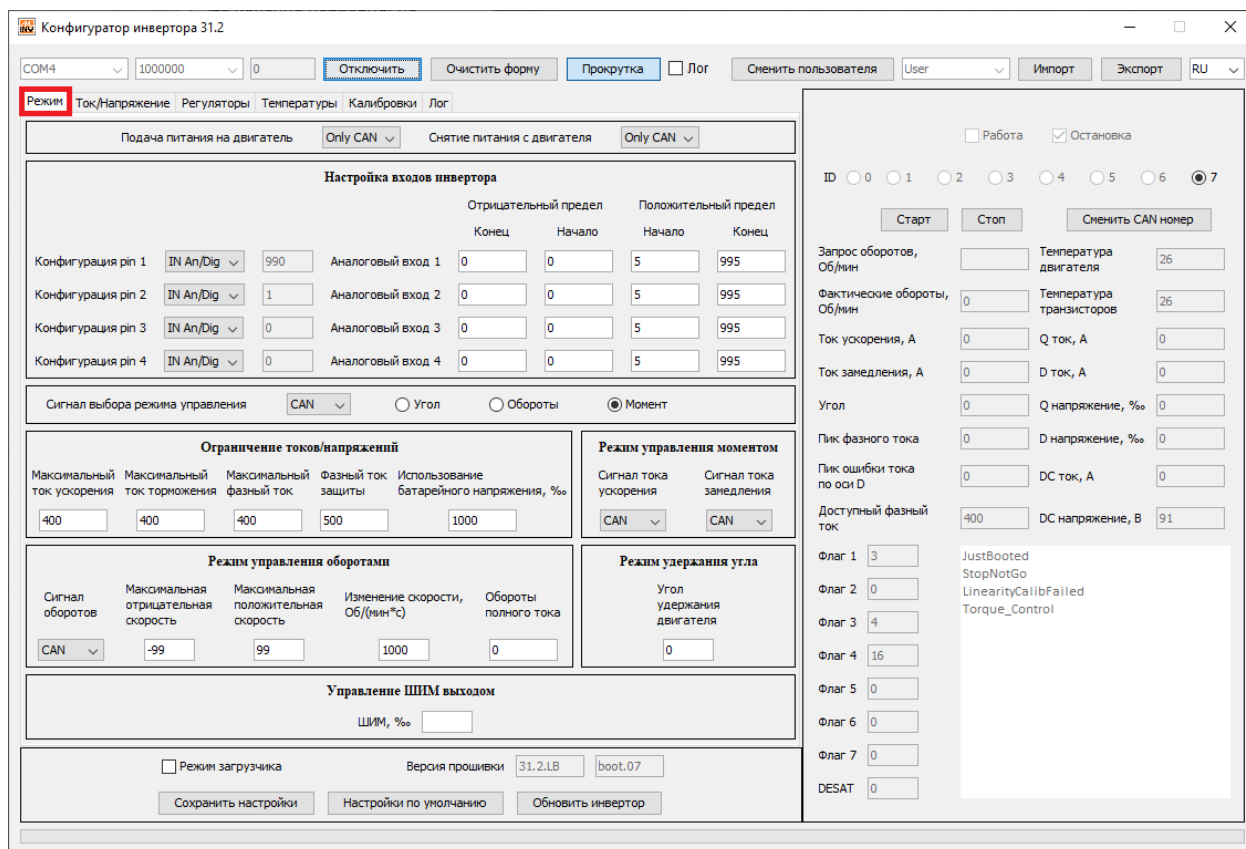 Конфигуратор инвертора 31.2
COM4 1000000 0 Отключить Очистить форму Прокрутка Лог Сменить пользователя User Импорт Экспорт RU
Режим Ток/Напряжение Регуляторы Температуры Калибровки Лог
Подача питания на двигатель Only CAN Снятие питания с двигателя Only CAN
Настройка входов инвертора
Отрицательный предел Положительный предел
Конец Начало Начало Конец
Конфигурация pin 1 IN An/Dig 990 Аналоговый вход 1 0 0 5 995
Конфигурация pin 2 IN An/Dig 1 Аналоговый вход 2 0 0 5 995
Конфигурация pin 3 IN An/Dig 0 Аналоговый вход 3 0 0 5 995
Конфигурация pin 4 IN An/Dig 0 Аналоговый вход 4 0 0 5 995
Сигнал выбора режима управления CAN Угол Обороты Момент
Ограничение токов/напряжений
Максимальный Максимальный Максимальный Фазный ток Использование
ток ускорения ток торможения фазный ток защиты батарейного напряжения, ‰
400 400 400 500 1000
Режим управления моментом
Сигнал тока Сигнал тока
ускорения замедления
CAN CAN
Режим управления оборотами
Сигнал оборотов
Максимальная отрицательная скорость
Максимальная положительная скорость
Изменение скорости, Об/(мин*с)
Обороты полного тока
CAN -99 99 1000 0
Режим удержания угла
Угол
удержания
двигателя
0
Управление ШИМ выходом
ШИМ, ‰
Режим загрузчика Версия прошивки 31.2.LB boot.07
Сохранить настройки Настройки по умолчанию Обновить инвертор
Работа Остановка
ID 0 1 2 3 4 5 6 7
Старт Стоп Сменить CAN номер
Запрос оборотов, Температура
Об/мин двигателя 26
Фактические обороты, Температура
Об/мин 0 транзисторов 26
Ток ускорения, А 0 Q ток, А 0
Ток замедления, А 0 D ток, А 0
Угол 0 Q напряжение, ‰ 0
Пик фазного тока 0 D напряжение, ‰ 0
Пик ошибки тока
по оси D 0 DC ток, А 0
Доступный фазный
ток 400 DC напряжение, В 91
Флаг 1 3
Флаг 2 0
Флаг 3 4
Флаг 4 16
Флаг 5 0
Флаг 6 0
Флаг 7 0
DESAT 0
JustBooted
StopNotGo
LinearityCalibFailed
Torque_Control